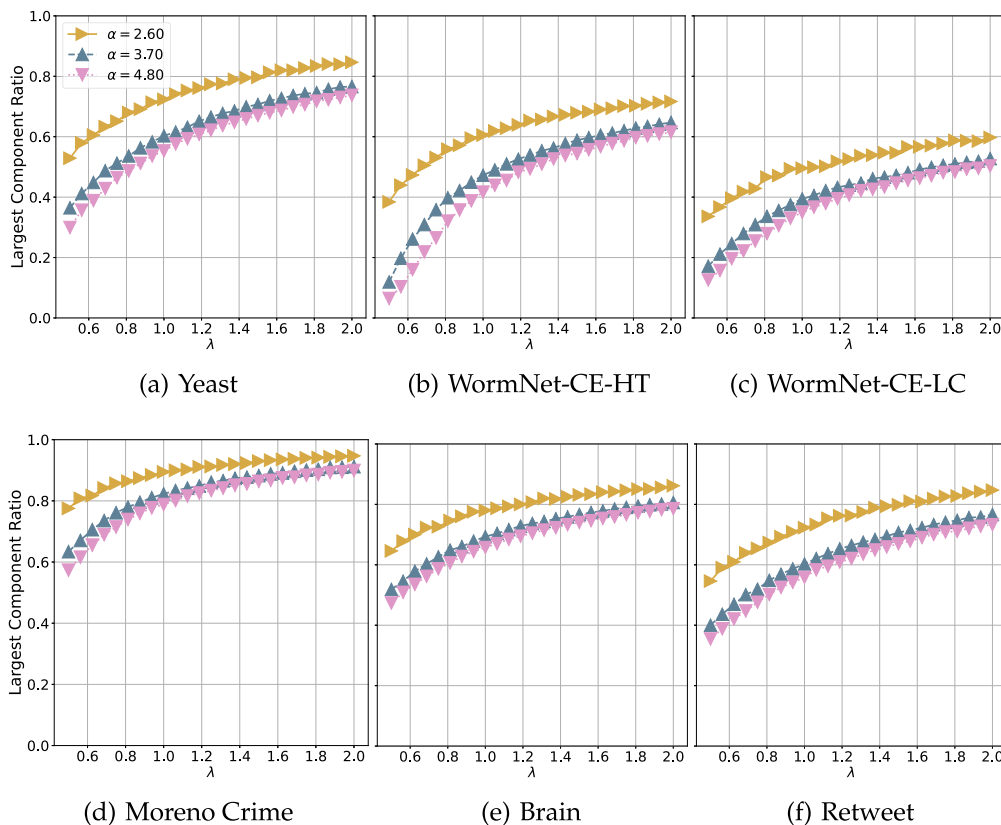 Largest Component Ratio
1.0
0.8
0.6
0.4
0.2
0.0
α = 2.60
α = 3.70
α = 4.80
0.6 0.8 1.0 1.2 1.4 1.6 1.8 2.0
λ
0.6 0.8 1.0 1.2 1.4 1.6 1.8 2.0
λ
0.6 0.8 1.0 1.2 1.4 1.6 1.8 2.0
λ
(a) Yeast
(b) WormNet-CE-HT
(c) WormNet-CE-LC
Largest Component Ratio
1.0
0.8
0.6
0.4
0.2
0.0
0.6 0.8 1.0 1.2 1.4 1.6 1.8 2.0
λ
0.6 0.8 1.0 1.2 1.4 1.6 1.8 2.0
λ
0.6 0.8 1.0 1.2 1.4 1.6 1.8 2.0
λ
(d) Moreno Crime
(e) Brain
(f) Retweet